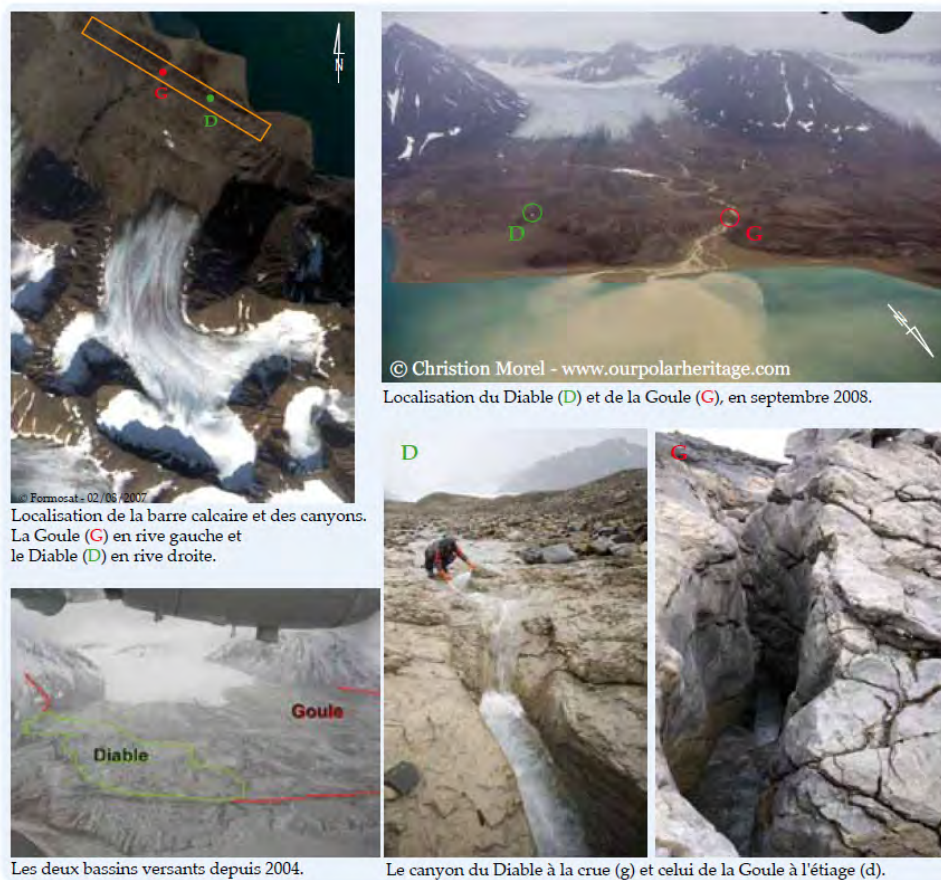 N
G
D
© Formosat - 02/08/2007
Localisation de la barre calcaire et des canyons.
La Goule (G) en rive gauche et
le Diable (D) en rive droite.
D
G
N
© Christion Morel - www.ourpolarheritage.com
Localisation du Diable (D) et de la Goule (G), en septembre 2008.
Goule
Diable
Les deux bassins versants depuis 2004.
D
G
Le canyon du Diable à la crue (g) et celui de la Goule à l'étiage (d).